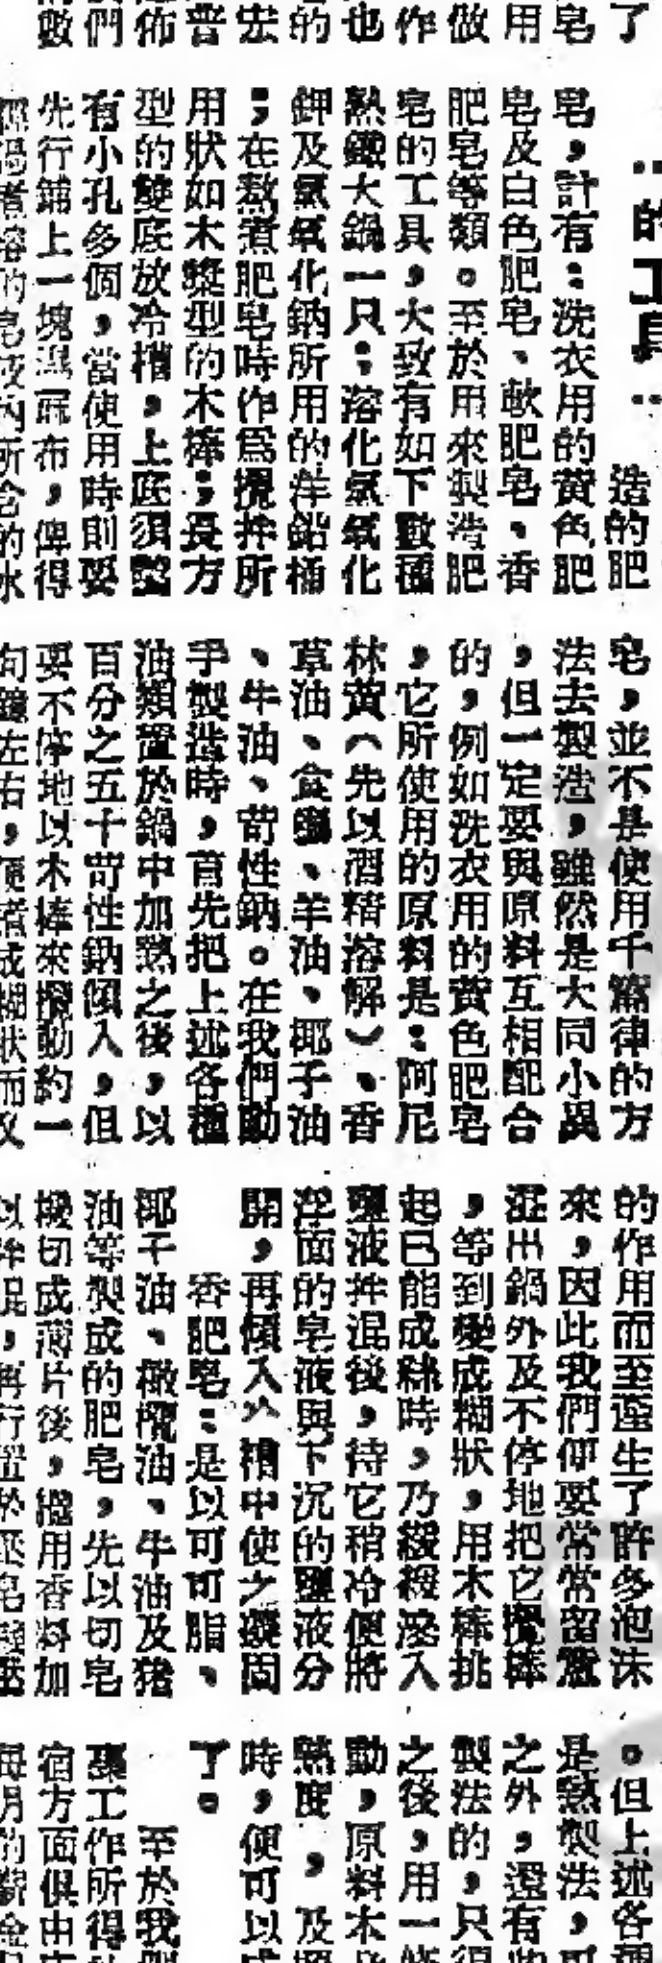 了
皂
用
做
作
也
的
宏
普
佈
們
數
的工具
造的肥
皂，計有：洗衣用的黃色肥
皂及白色肥皂、軟肥皂、香
肥皂等類。至於用來製造肥
皂的工具，大致有如下數種
熱鐵大鍋一只；溶化氫氧化
鉀及氫氧化鈉所用的洋鉛桶
；在熬煮肥皂時作爲攪拌所
用狀如木槳型的木棒；長方
型的雙底放冷槽，上底須鑿
有小孔多個，當使用時則要
先行鋪上一塊濕麻布，俾得
的皂液內所含的水
皂，並不是使用千篇律的方
法去製造，雖然是大同小異
，但一定要與原料互相配合
的，例如洗衣用的黃色肥皂
，它所使用的原料是：阿尼
林黃（先以酒精溶解）、香
草油、食鹽、羊油、椰子油
、牛油、苛性鈉。在我們動
手製造時，首先把上述各種
油類置於鍋中加熱之後，以
百分之五十苛性鈉傾入，但
要不停地以木棒來攪動約一
句鐘左右，便煮成糊狀而又
的作用而至產生了許多泡沫
來，因此我們仰要常常留意
溢出鍋外及不停地把它攪棒
，等到變成糊狀，用木棒挑
起已能成絲時，乃緩緩滲入
鹽液拌混後，待它稍冷便將
浮面的皂液與下沉的鹽液分
開，再傾入入槽中使之凝固
香肥皂：是以可可脂、
椰子油、橄欖油、牛油及猪
油等製成的肥皂，先以切皂
機切成薄片後，攙用香料加
以拌混，再行置於
。但上述各種
是熱製法，
之外，還有
製法的，只得
之後，用一
動，原料木
熱度，及
時，便可以
了。
至於我
裏工作所得
宿方面俱由
每月的薪金